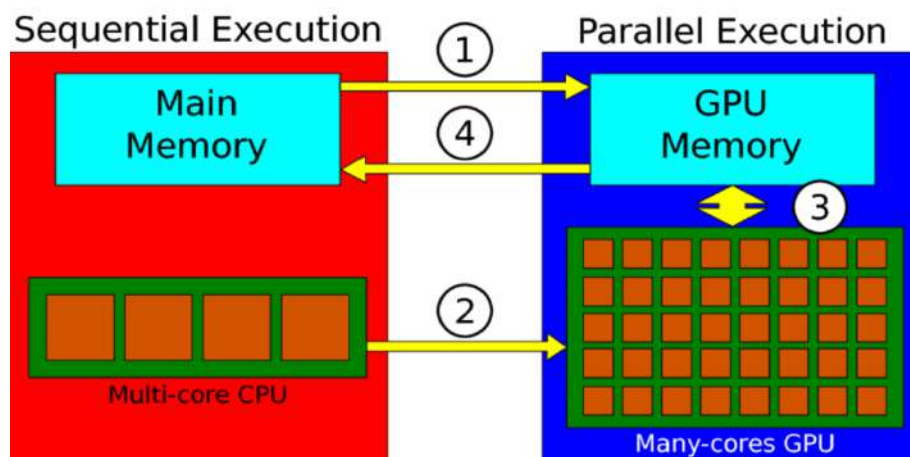 Sequential Execution
Parallel Execution
1
Main
Memory
GPU
Memory
4
3
2
Multi-core CPU
Many-cores GPU